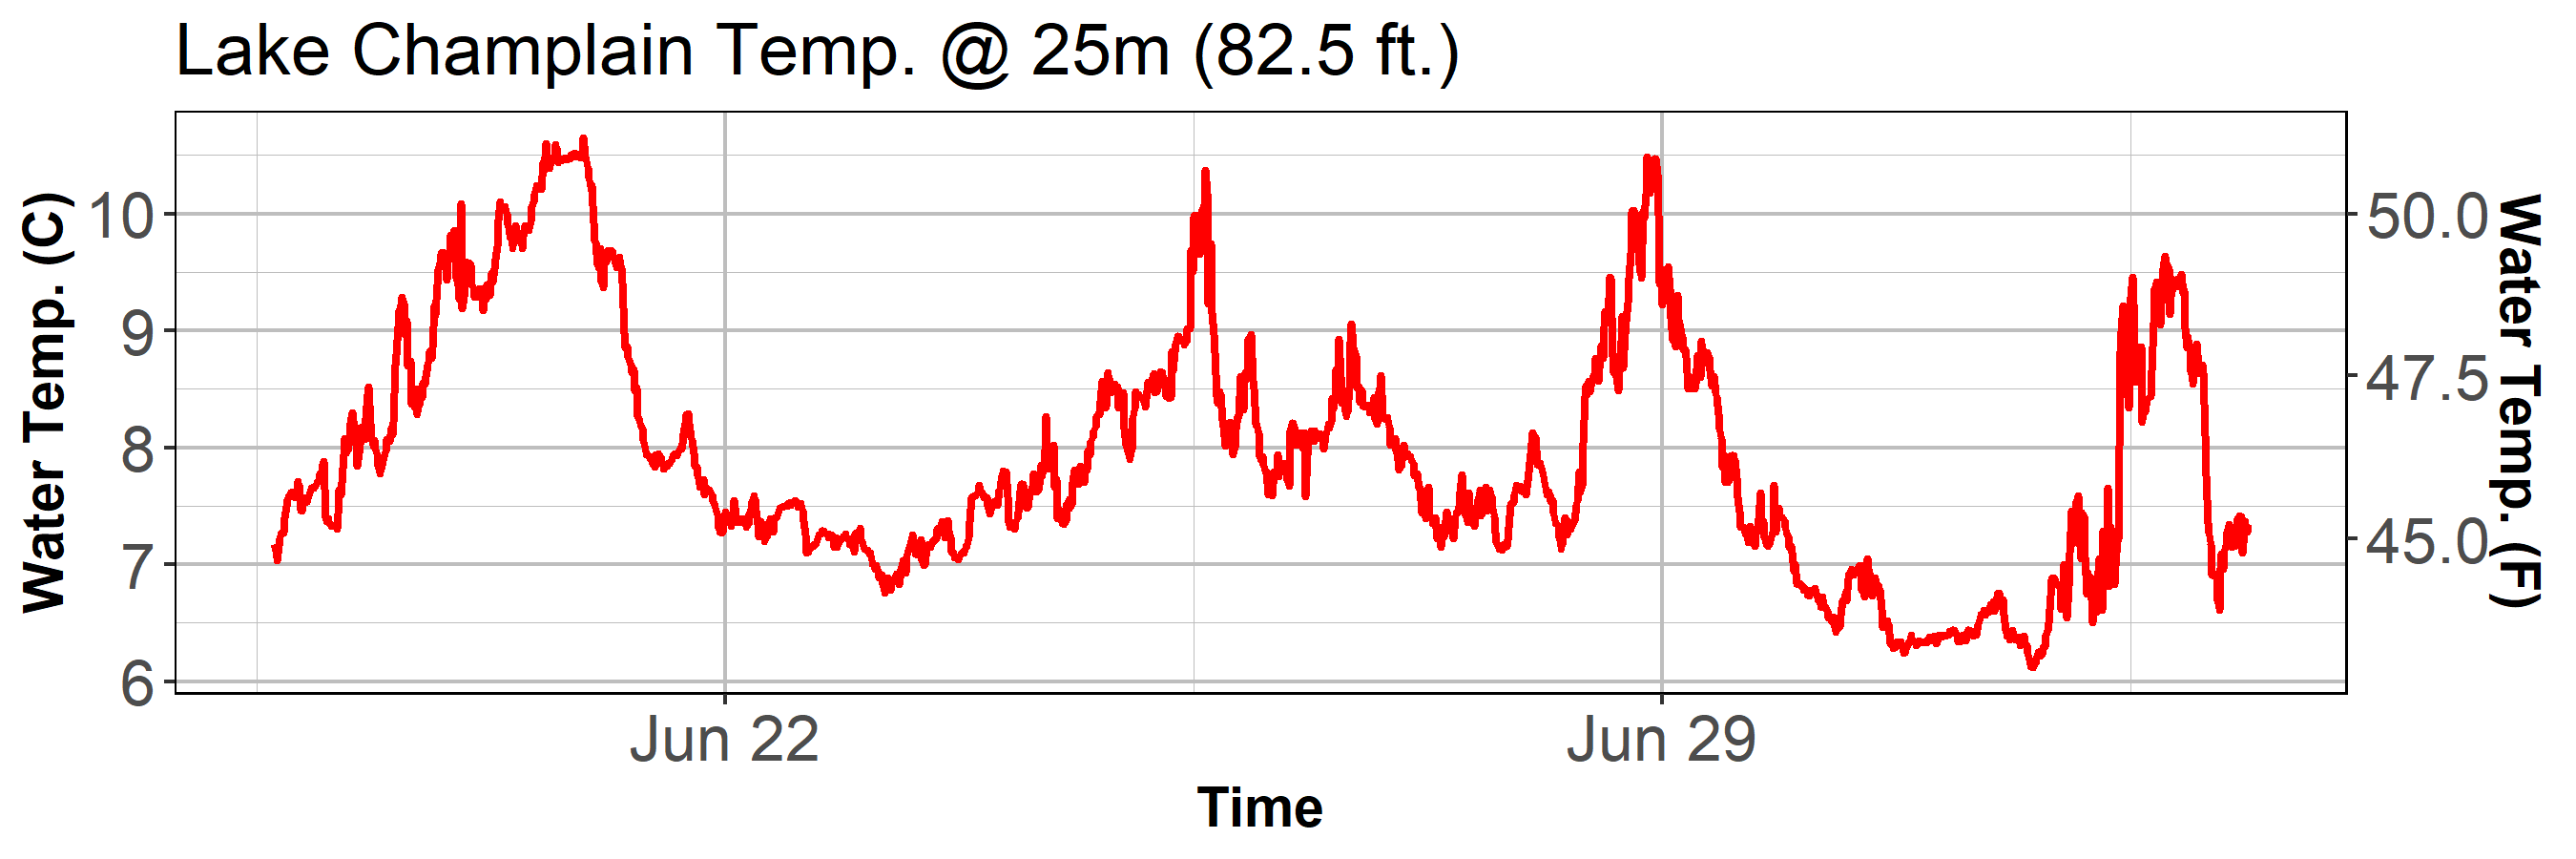 Lake Champlain Temp. @ 25m (82.5 ft.)
Water Temp. (C)
10
9
8
7
6
50.0
47.5
45.0
Water Temp. (F)
Jun 22
Jun 29
Time